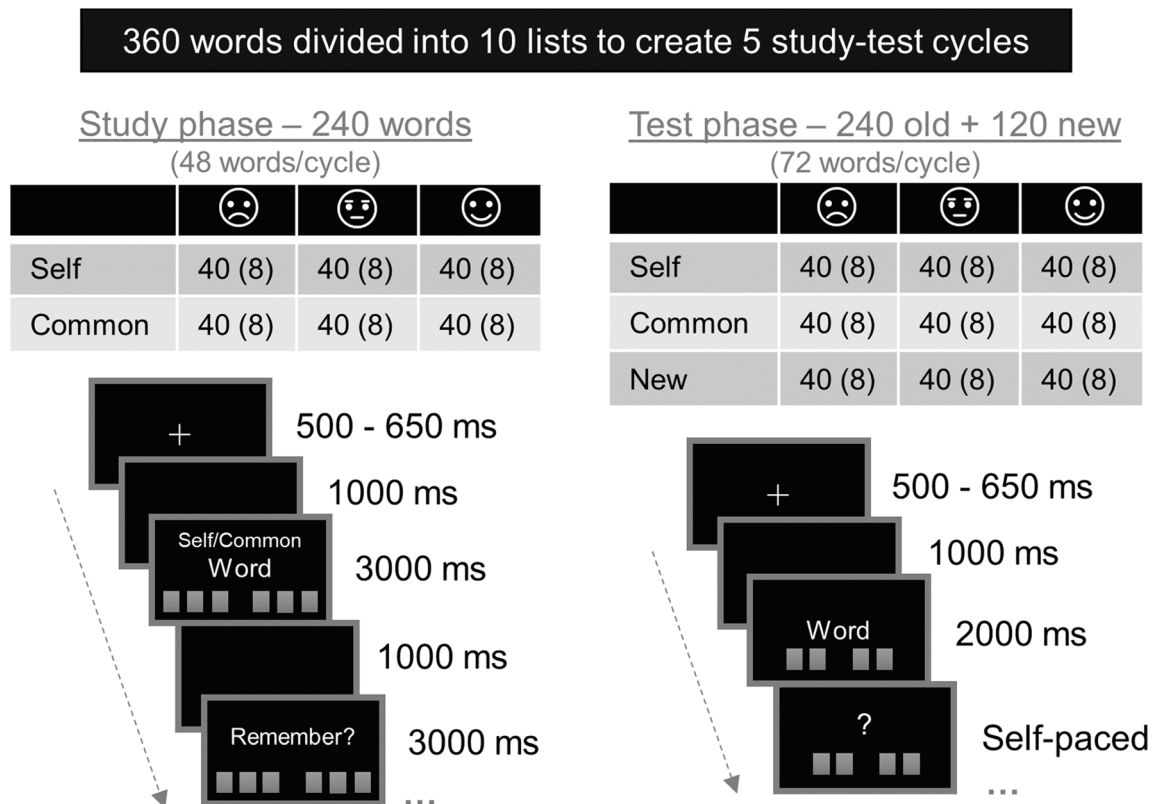 360 words divided into 10 lists to create 5 study-test cycles
Study phase – 240 words
(48 words/cycle)
Self 40 (8) 40 (8) 40 (8)
Common 40 (8) 40 (8) 40 (8)
500 - 650 ms
1000 ms
Self/Common
Word
3000 ms
1000 ms
Remember?
3000 ms
...
Test phase – 240 old + 120 new
(72 words/cycle)
Self 40 (8) 40 (8) 40 (8)
Common 40 (8) 40 (8) 40 (8)
New 40 (8) 40 (8) 40 (8)
500 - 650 ms
1000 ms
Word
2000 ms
?
Self-paced
...